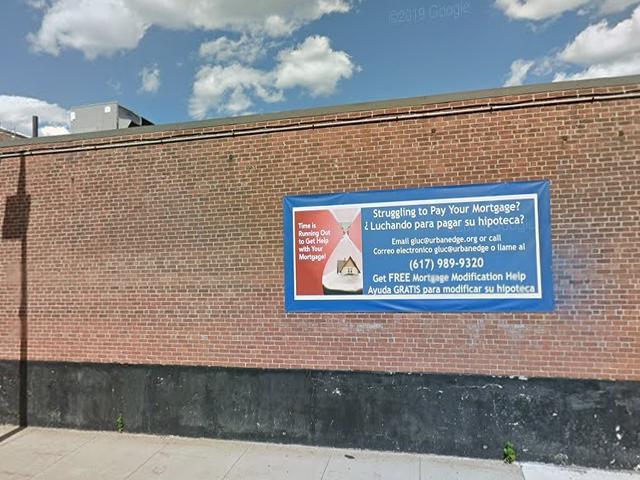 ©2019 Google
Struggling to Pay Your Mortgage?
¿Luchando para pagar su hipoteca?
Time is
Running Out
to Get Help
with Your
Mortgage!
Email gluc@urbanedge.org or call
Correo electronico gluc@urbanedge o llame al
(617) 989-9320
Get FREE Mortgage Modification Help
Ayuda GRATIS para modificar su hipoteca